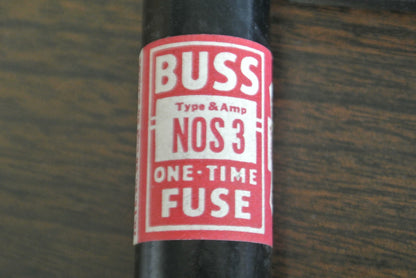 BUSS
Type & Amp
NOS 3
ONE-TIME
FUSE